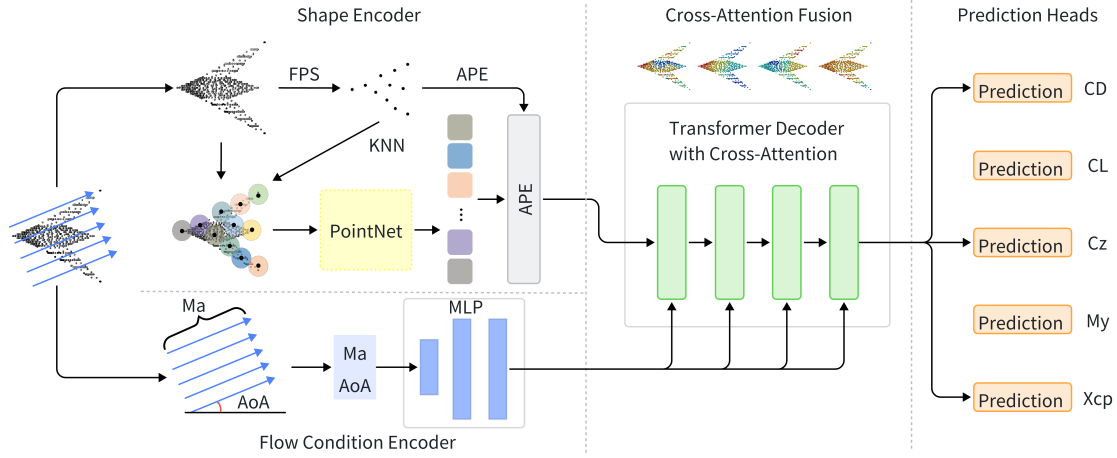 Shape Encoder
Cross-Attention Fusion
Prediction Heads
FPS
APE
KNN
PointNet
APE
Transformer Decoder
with Cross-Attention
Prediction CD
Prediction CL
Prediction Cz
Prediction My
Prediction Xcp
Ma
AoA
Ma
AoA
MLP
Flow Condition Encoder